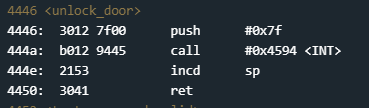 4446 <unlock_door>
4446: 3012 7f00 push #0x7f
444a: b012 9445 call #0x4594 <INT>
444e: 2153 incd sp
4450: 3041 ret